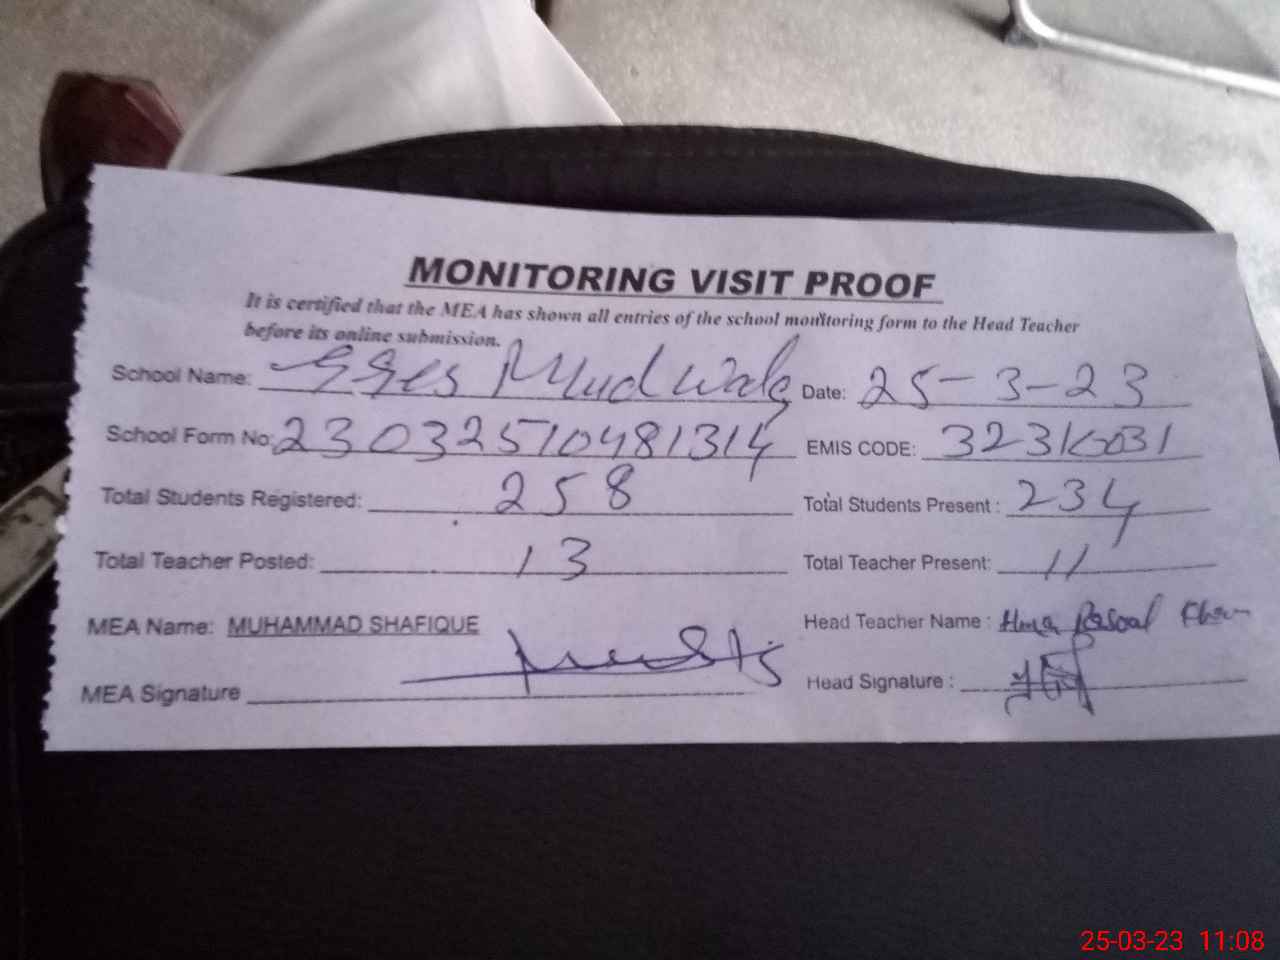 MONITORING VISIT PROOF
It is certified that the MEA has shown all entries of the school monitoring form to the Head Teacher
before its online submission.
School Name: GGES Mud Wala Date: 25-3-23
School Form No: 23032510481314 EMIS CODE:
Total Students Registered: 258 Total Students Present : 234
Total Teacher Posted: 13 Total Teacher Present: 11
MEA Name: MUHAMMAD SHAFIQUE Head Teacher Name : Rasool Khan
MEA Signature Head Signature :
25-03-23 11:08